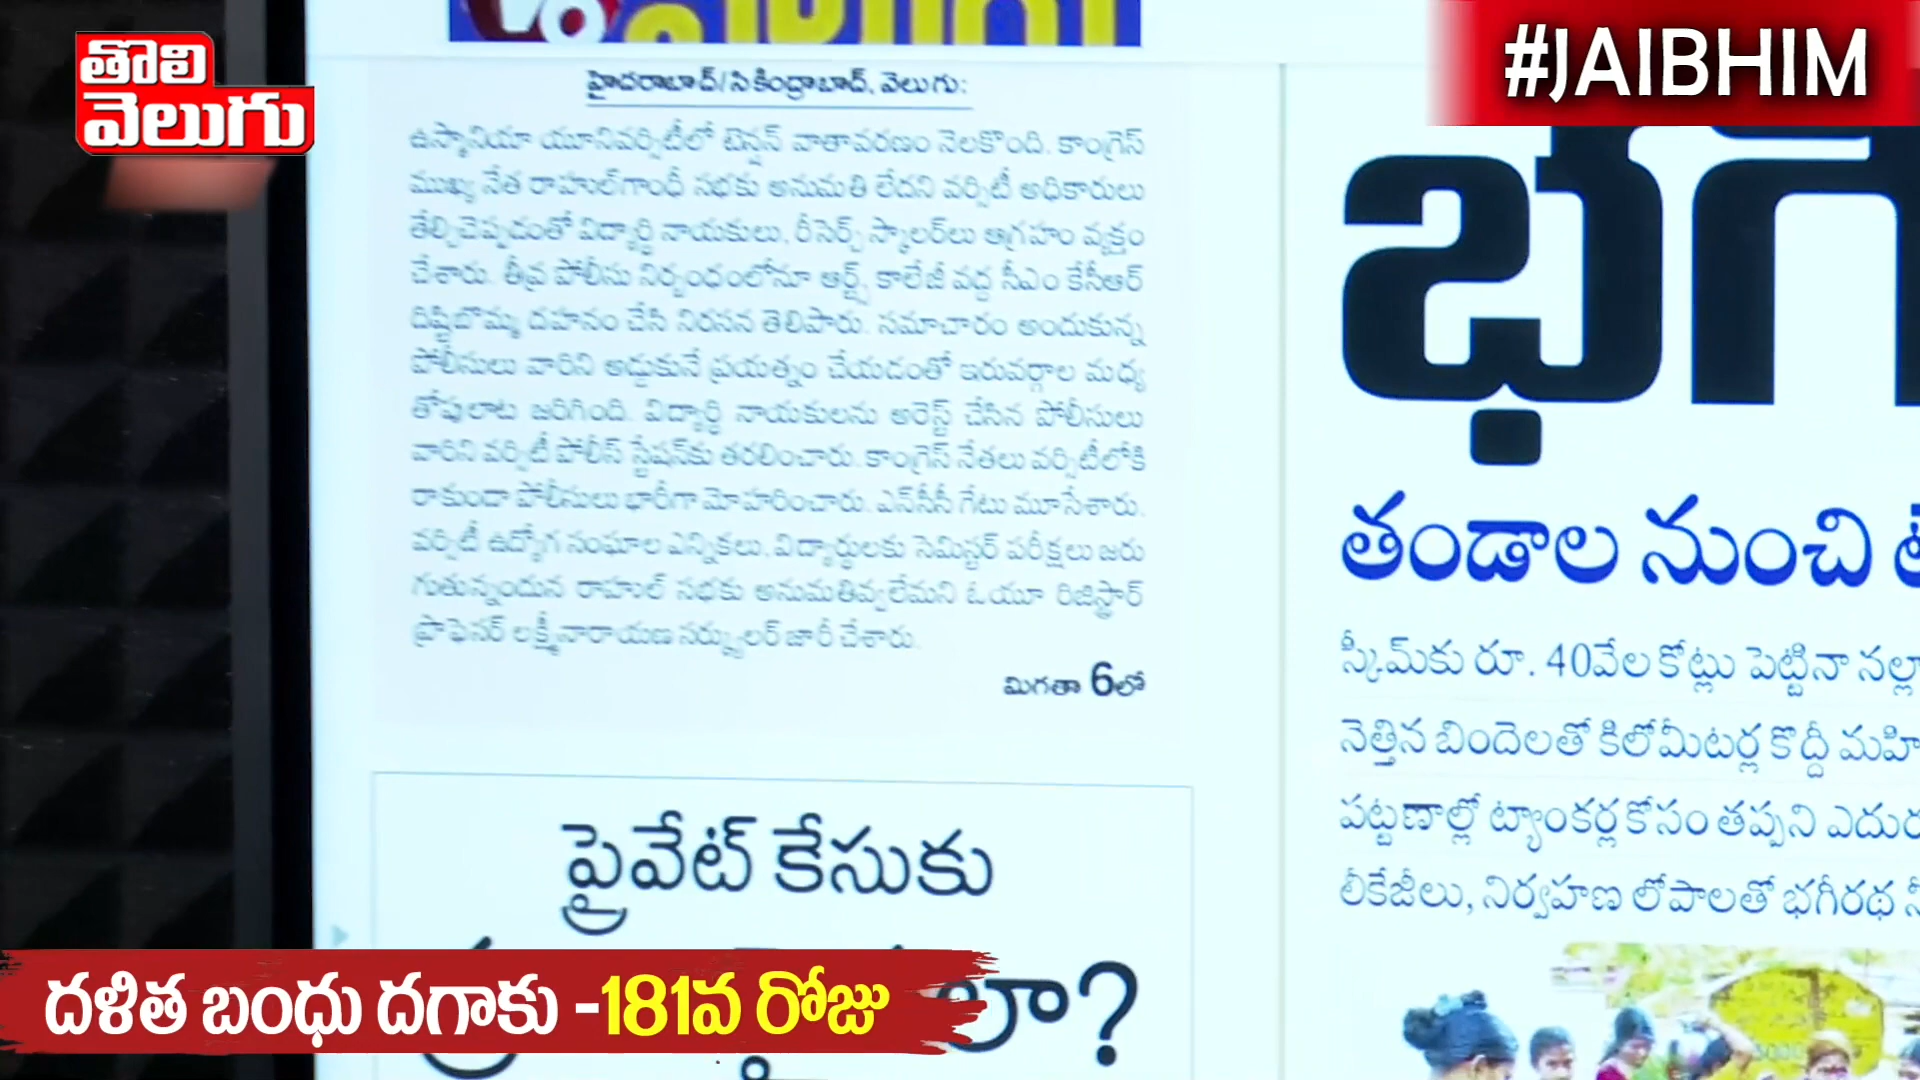 తొలి
వెలుగు
#JAIBHIM
హైదరాబాద్/సికింద్రాబాద్, వెలుగు:
ఉస్మానియా యూనివర్సిటీలో టెన్షన్ వాతావరణం నెలకొంది. కాంగ్రెస్
ముఖ్య నేత రాహుల్‌గాంధీ సభకు అనుమతి లేదని వర్సిటీ అధికారులు
తేల్చిచెప్పడంతో విద్యార్థి నాయకులు, రీసెర్చ్ స్కాలర్‌లు ఆగ్రహం వ్యక్తం
చేశారు. తీవ్ర పోలీసు నిర్బంధంలోనూ ఆర్ట్స్ కాలేజీ వద్ద సీఎం కేసీఆర్
దిష్టిబొమ్మ దహనం చేసి నిరసన తెలిపారు. సమాచారం అందుకున్న
పోలీసులు వారిని అడ్డుకునే ప్రయత్నం చేయడంతో ఇరువర్గాల మధ్య
తోపులాట జరిగింది. విద్యార్థి నాయకులను అరెస్ట్ చేసిన పోలీసులు
వారిని వర్సిటీ పోలీస్ స్టేషన్‌కు తరలించారు. కాంగ్రెస్ నేతలు వర్సిటీలోకి
రాకుండా పోలీసులు భారీగా మోహరించారు. ఎన్‌సీసీ గేటు మూసేశారు.
వర్సిటీ ఉద్యోగ సంఘాల ఎన్నికలు, విద్యార్థులకు సెమిస్టర్ పరీక్షలు జరు
గుతున్నందున రాహుల్ సభకు అనుమతివ్వలేమని ఓయూ రిజిస్ట్రార్
ప్రొఫెసర్ లక్ష్మీనారాయణ సర్క్యులర్ జారీ చేశారు.
మిగతా 6లో
ప్రైవేట్ కేసుకు
తండాల నుంచి
స్కీమ్‌కు రూ. 40వేల కోట్లు పెట్టినా
నెత్తిన బిందెలతో కిలోమీటర్ల కొద్దీ
పట్టణాల్లో ట్యాంకర్ల కోసం తప్పని
లీకేజీలు, నిర్వహణ లోపాలతో భగీరథ
దళిత బంధు దగాకు -181వ రోజు